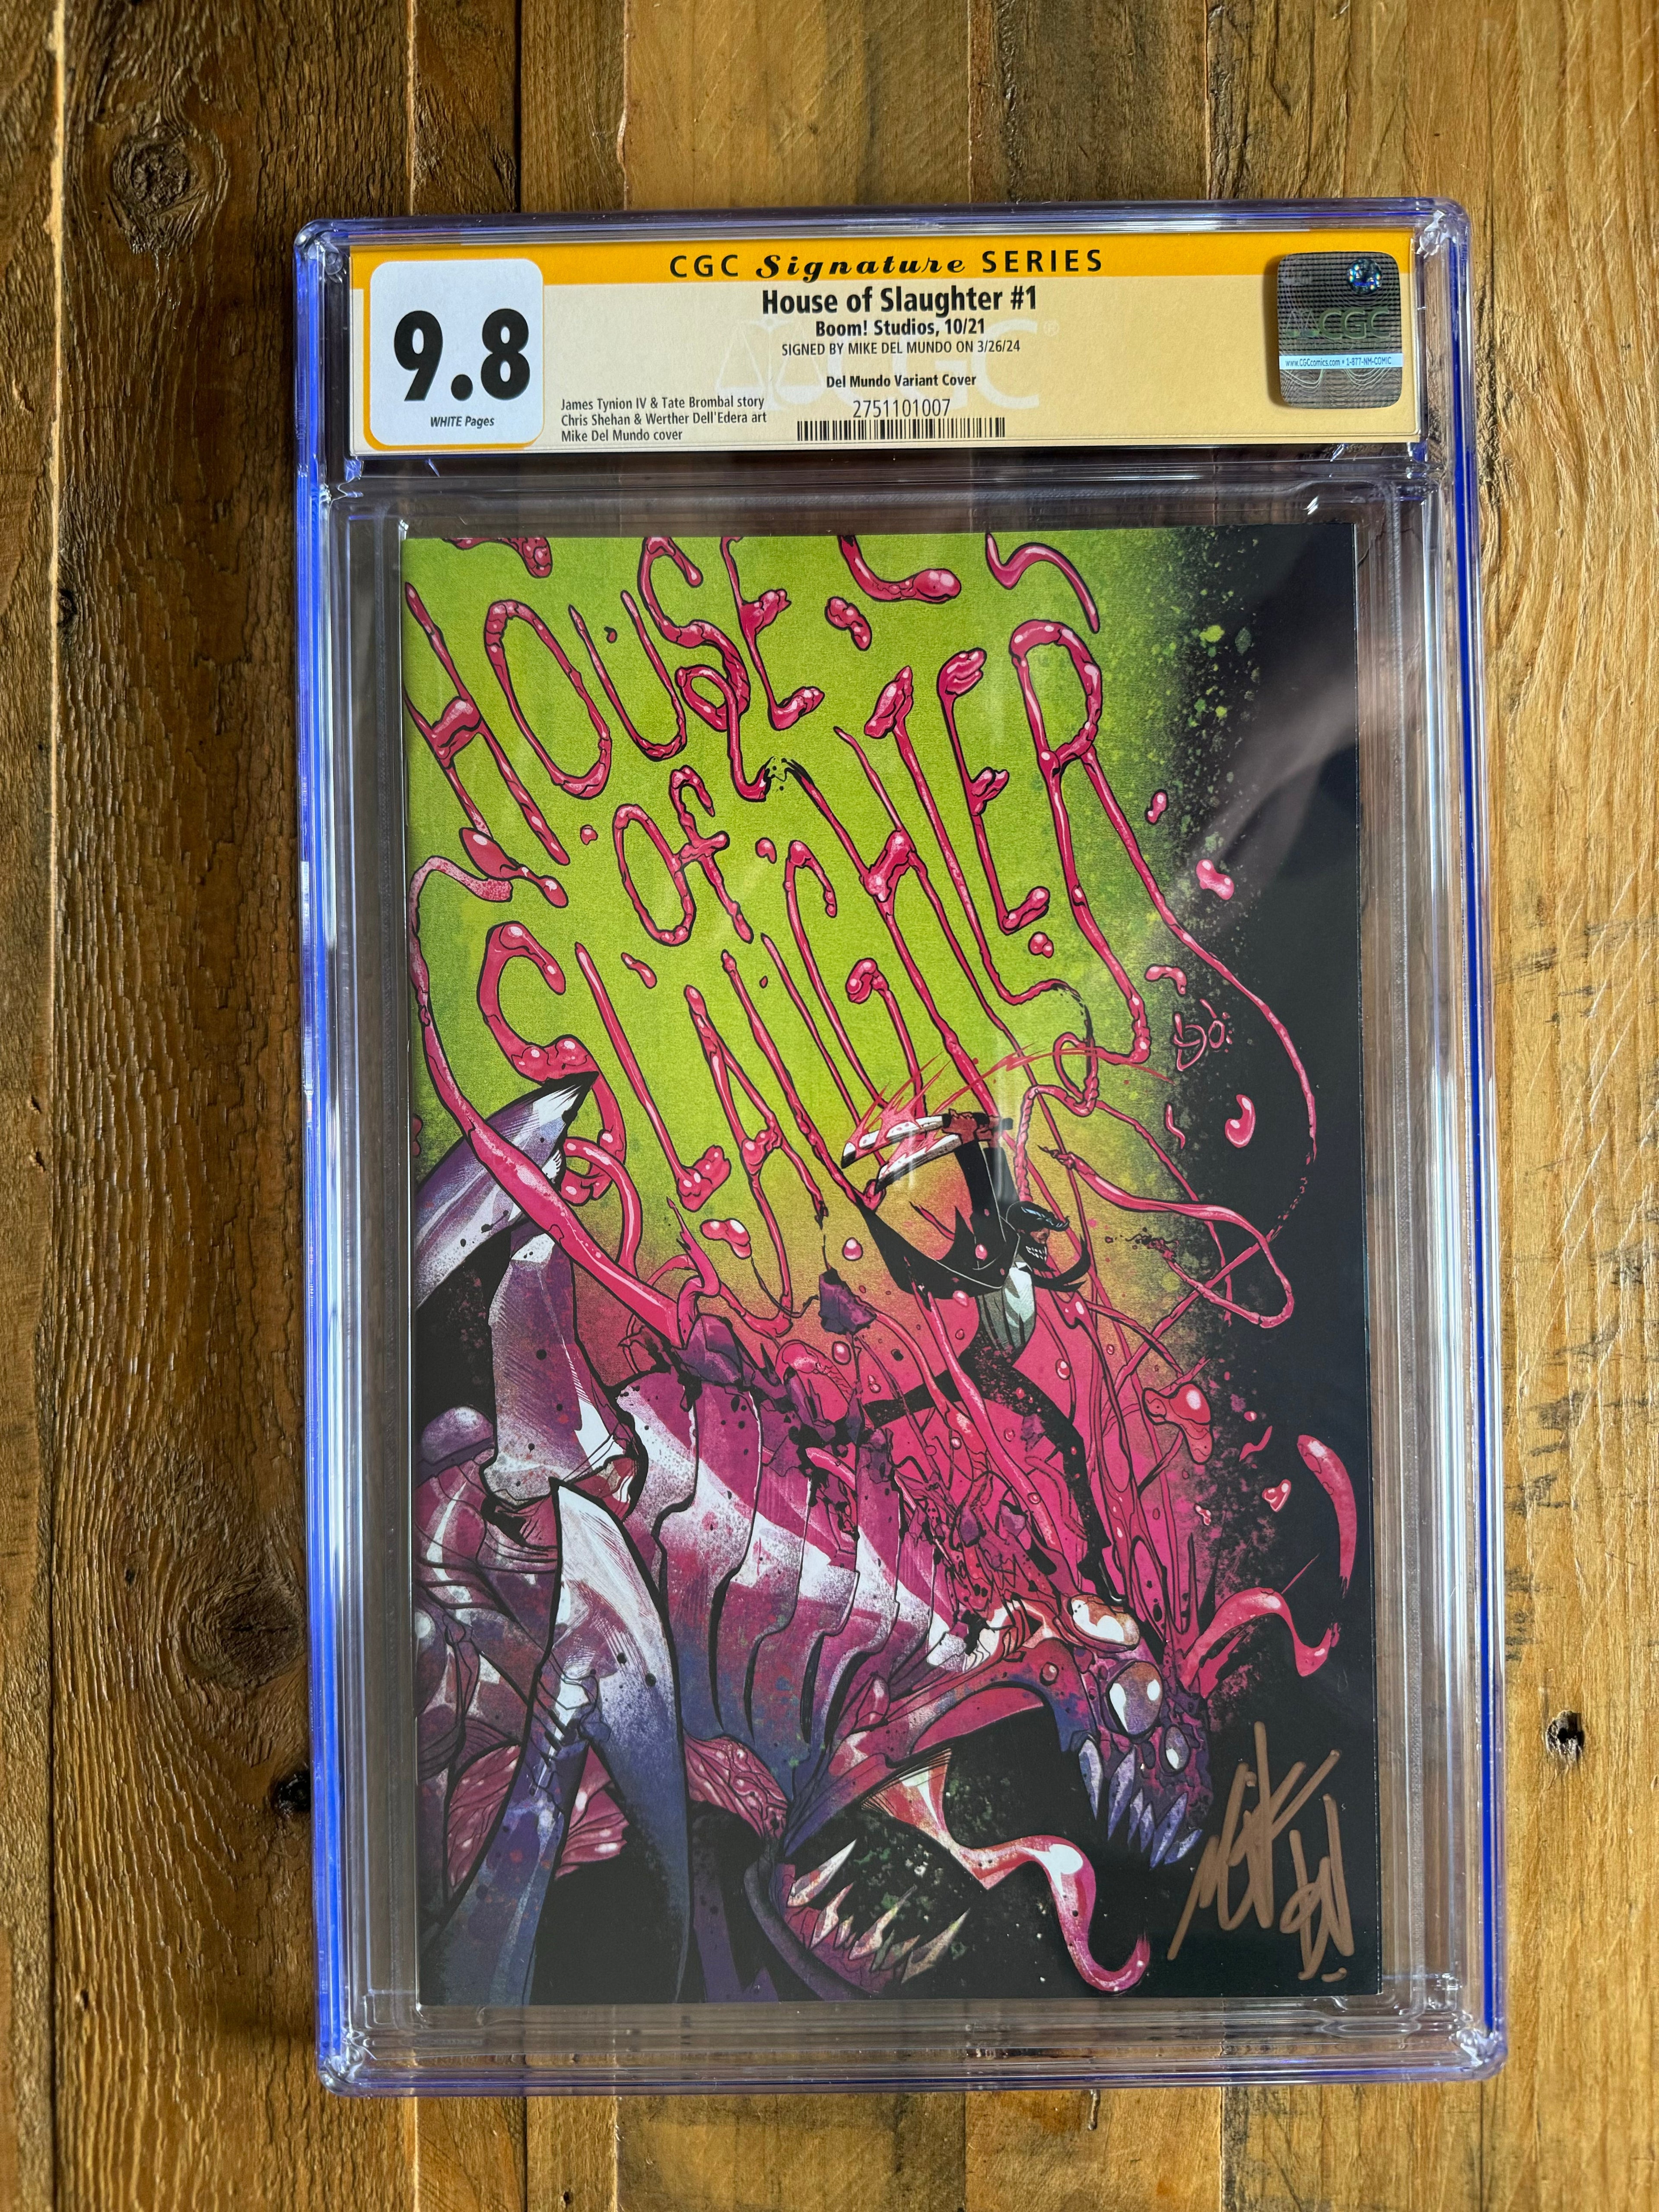 CGC Signature SERIES
9.8
WHITE Pages
House of Slaughter #1
Boom! Studios, 10/21
SIGNED BY MIKE DEL MUNDO ON 3/26/24
Del Mundo Variant Cover
James Tynion IV & Tate Brombal story
Chris Shehan & Werther Dell'Edera art
Mike Del Mundo cover
2751101007
CGC
www.CGCcomics.com • 1-877-NM-COMIC
HOUSE
OF
SLAUGHTER